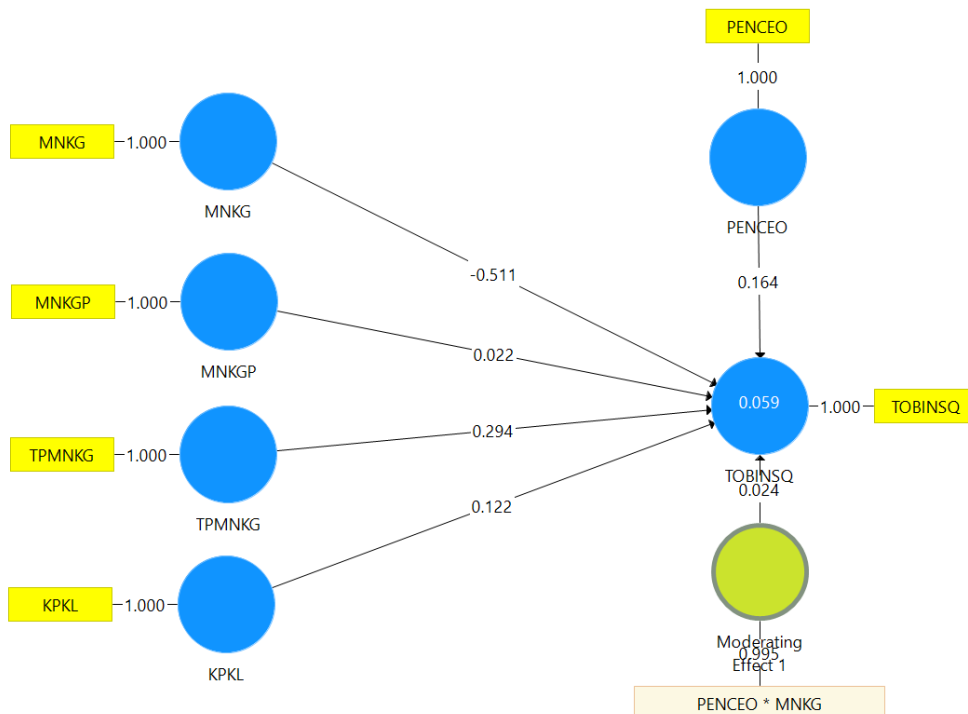 PENCEO
1.000
PENCEO
0.164
MNKG
1.000
MNKG
-0.511
MNKGP
1.000
MNKGP
0.022
TPMNKG
1.000
TPMNKG
0.294
KPKL
1.000
KPKL
0.122
0.059
1.000
TOBINSQ
TOBINSQ
0.024
Moderating
Effect 1
0.995
PENCEO * MNKG